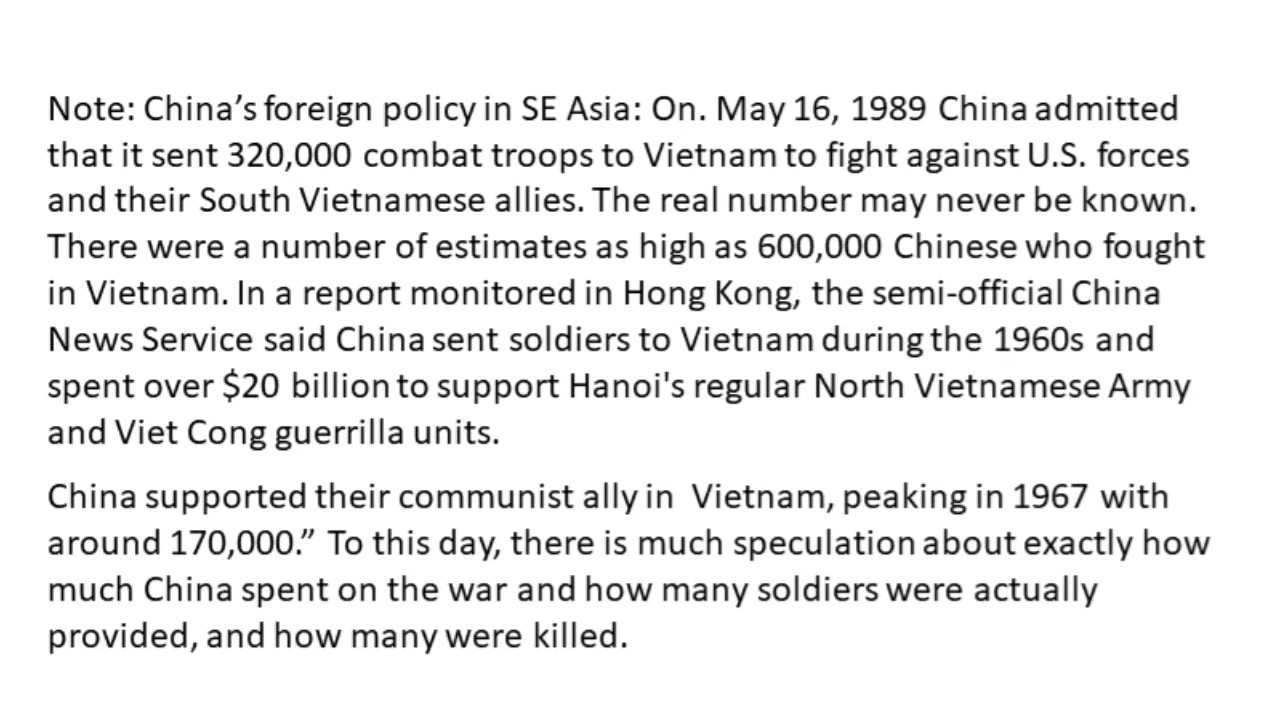 Note: China’s foreign policy in SE Asia: On. May 16, 1989 China admitted
that it sent 320,000 combat troops to Vietnam to fight against U.S. forces
and their South Vietnamese allies. The real number may never be known.
There were a number of estimates as high as 600,000 Chinese who fought
in Vietnam. In a report monitored in Hong Kong, the semi-official China
News Service said China sent soldiers to Vietnam during the 1960s and
spent over $20 billion to support Hanoi's regular North Vietnamese Army
and Viet Cong guerrilla units.
China supported their communist ally in Vietnam, peaking in 1967 with
around 170,000.” To this day, there is much speculation about exactly how
much China spent on the war and how many soldiers were actually
provided, and how many were killed.